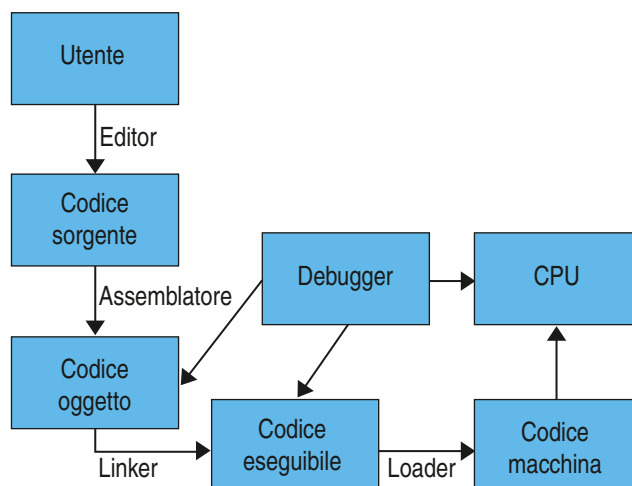 Utente
Editor
Codice
sorgente
Assemblatore
Debugger
CPU
Codice
oggetto
Linker
Codice
eseguibile
Loader
Codice
macchina